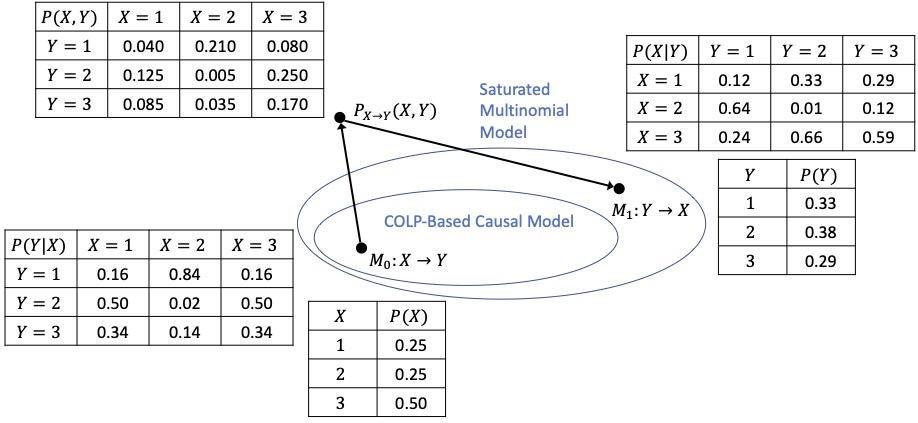 P(X,Y) X = 1 X = 2 X = 3
Y = 1 0.040 0.210 0.080
Y = 2 0.125 0.005 0.250
Y = 3 0.085 0.035 0.170
P(X|Y) Y = 1 Y = 2 Y = 3
X = 1 0.12 0.33 0.29
X = 2 0.64 0.01 0.12
X = 3 0.24 0.66 0.59
Saturated
Multinomial
Model
P_{X→Y}(X,Y)
Y P(Y)
1 0.33
2 0.38
3 0.29
M_1: Y → X
COLP-Based Causal Model
M_0: X → Y
P(Y|X) X = 1 X = 2 X = 3
Y = 1 0.16 0.84 0.16
Y = 2 0.50 0.02 0.50
Y = 3 0.34 0.14 0.34
X P(X)
1 0.25
2 0.25
3 0.50